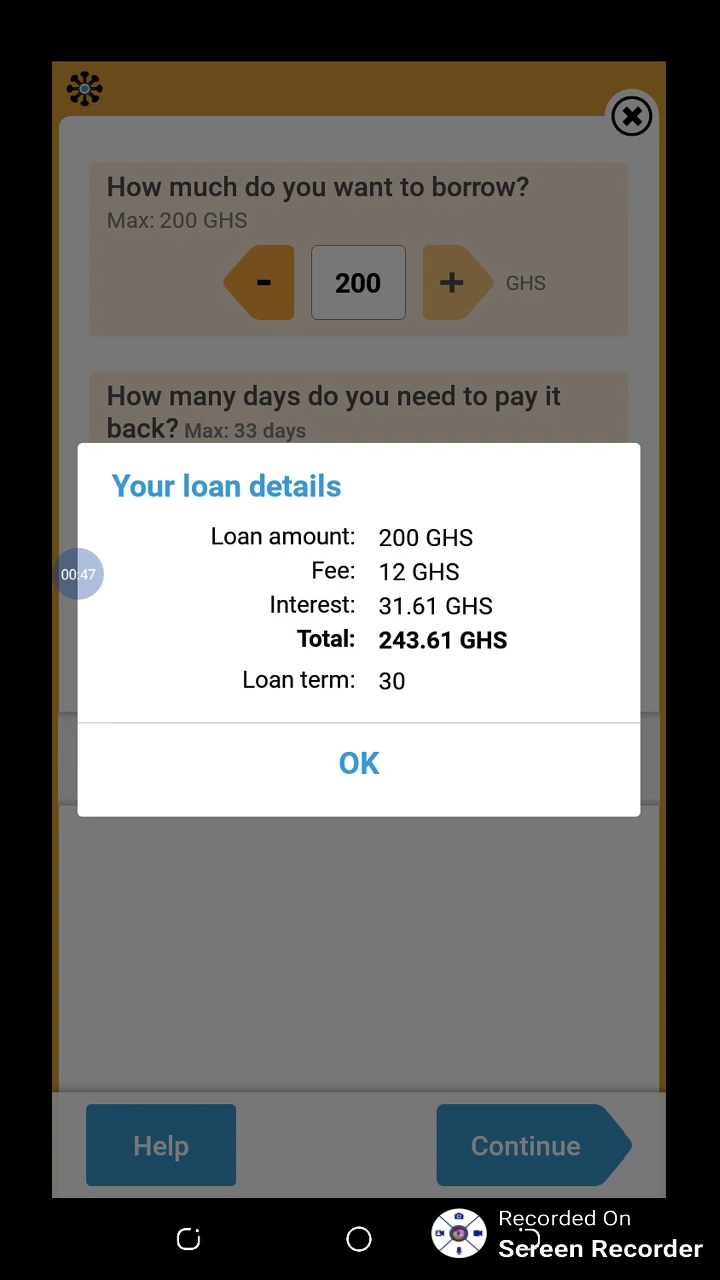 How much do you want to borrow?
Max: 200 GHS
- 200 + GHS
How many days do you need to pay it
back? Max: 33 days
Your loan details
Loan amount: 200 GHS
Fee: 12 GHS
00:47
Interest: 31.61 GHS
Total: 243.61 GHS
Loan term: 30
OK
Help Continue
Recorded On
Screen Recorder